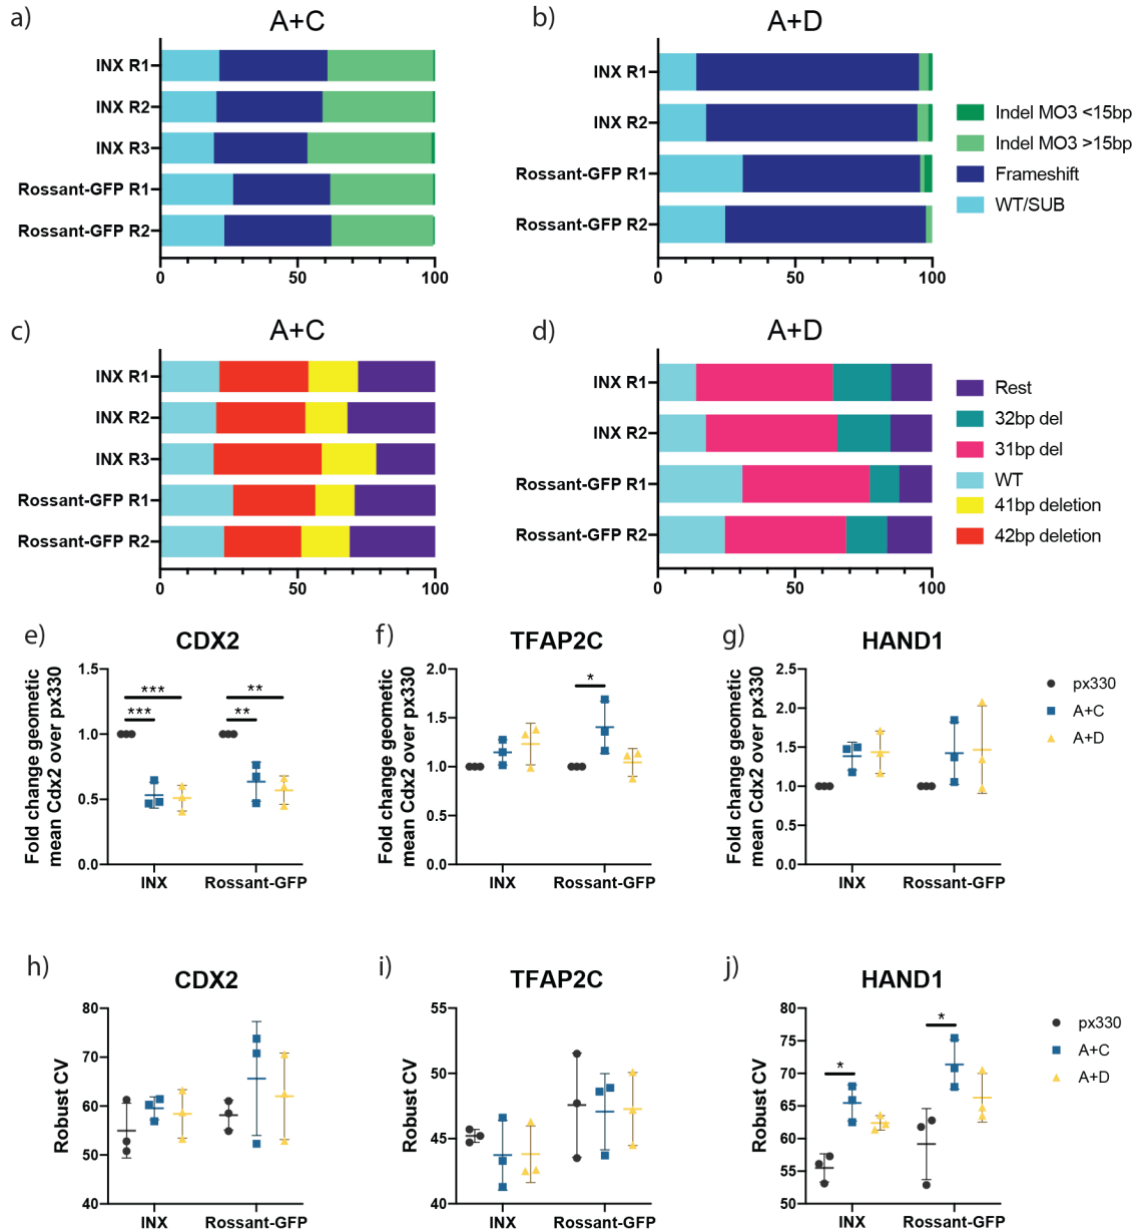 a)
A+C
INX R1
INX R2
INX R3
Rossant-GFP R1
Rossant-GFP R2
0 50 100
b)
A+D
INX R1
INX R2
Rossant-GFP R1
Rossant-GFP R2
0 50 100
Indel MO3 <15bp
Indel MO3 >15bp
Frameshift
WT/SUB
c)
A+C
INX R1
INX R2
INX R3
Rossant-GFP R1
Rossant-GFP R2
0 50 100
d)
A+D
INX R1
INX R2
Rossant-GFP R1
Rossant-GFP R2
0 50 100
Rest
32bp del
31bp del
WT
41bp deletion
42bp deletion
e)
CDX2
Fold change geometic
mean Cdx2 over px330
1.5
1.0
0.5
0.0
***
***
**
**
INX Rossant-GFP
f)
TFAP2C
Fold change geometic
mean Cdx2 over px330
2.0
1.5
1.0
0.5
0.0
*
INX Rossant-GFP
g)
HAND1
Fold change geometic
mean Cdx2 over px330
2.5
2.0
1.5
1.0
0.5
0.0
INX Rossant-GFP
px330
A+C
A+D
h)
CDX2
Robust CV
80
70
60
50
40
INX Rossant-GFP
i)
TFAP2C
Robust CV
55
50
45
40
INX Rossant-GFP
j)
HAND1
Robust CV
80
75
70
65
60
55
50
*
*
INX Rossant-GFP
px330
A+C
A+D